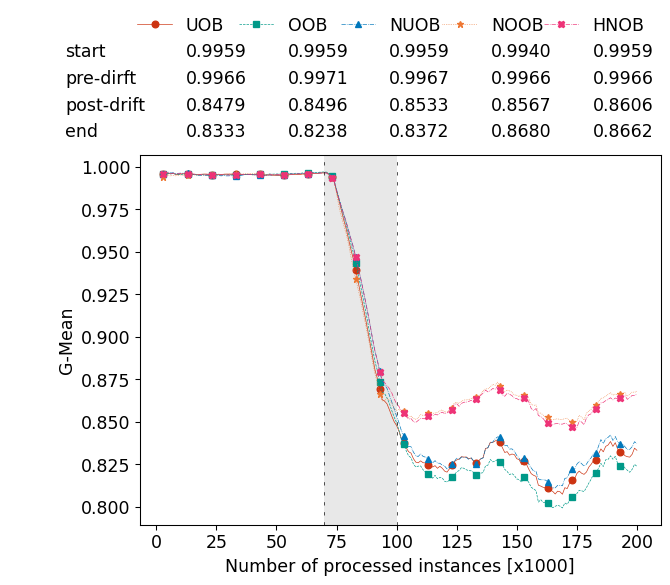 UOB OOB NUOB NOOB HNOB
start 0.9959 0.9959 0.9959 0.9940 0.9959
pre-dirft 0.9966 0.9971 0.9967 0.9966 0.9966
post-drift 0.8479 0.8496 0.8533 0.8567 0.8606
end 0.8333 0.8238 0.8372 0.8680 0.8662
1.000
0.975
0.950
0.925
0.900
0.875
0.850
0.825
0.800
G-Mean
0 25 50 75 100 125 150 175 200
Number of processed instances [x1000]